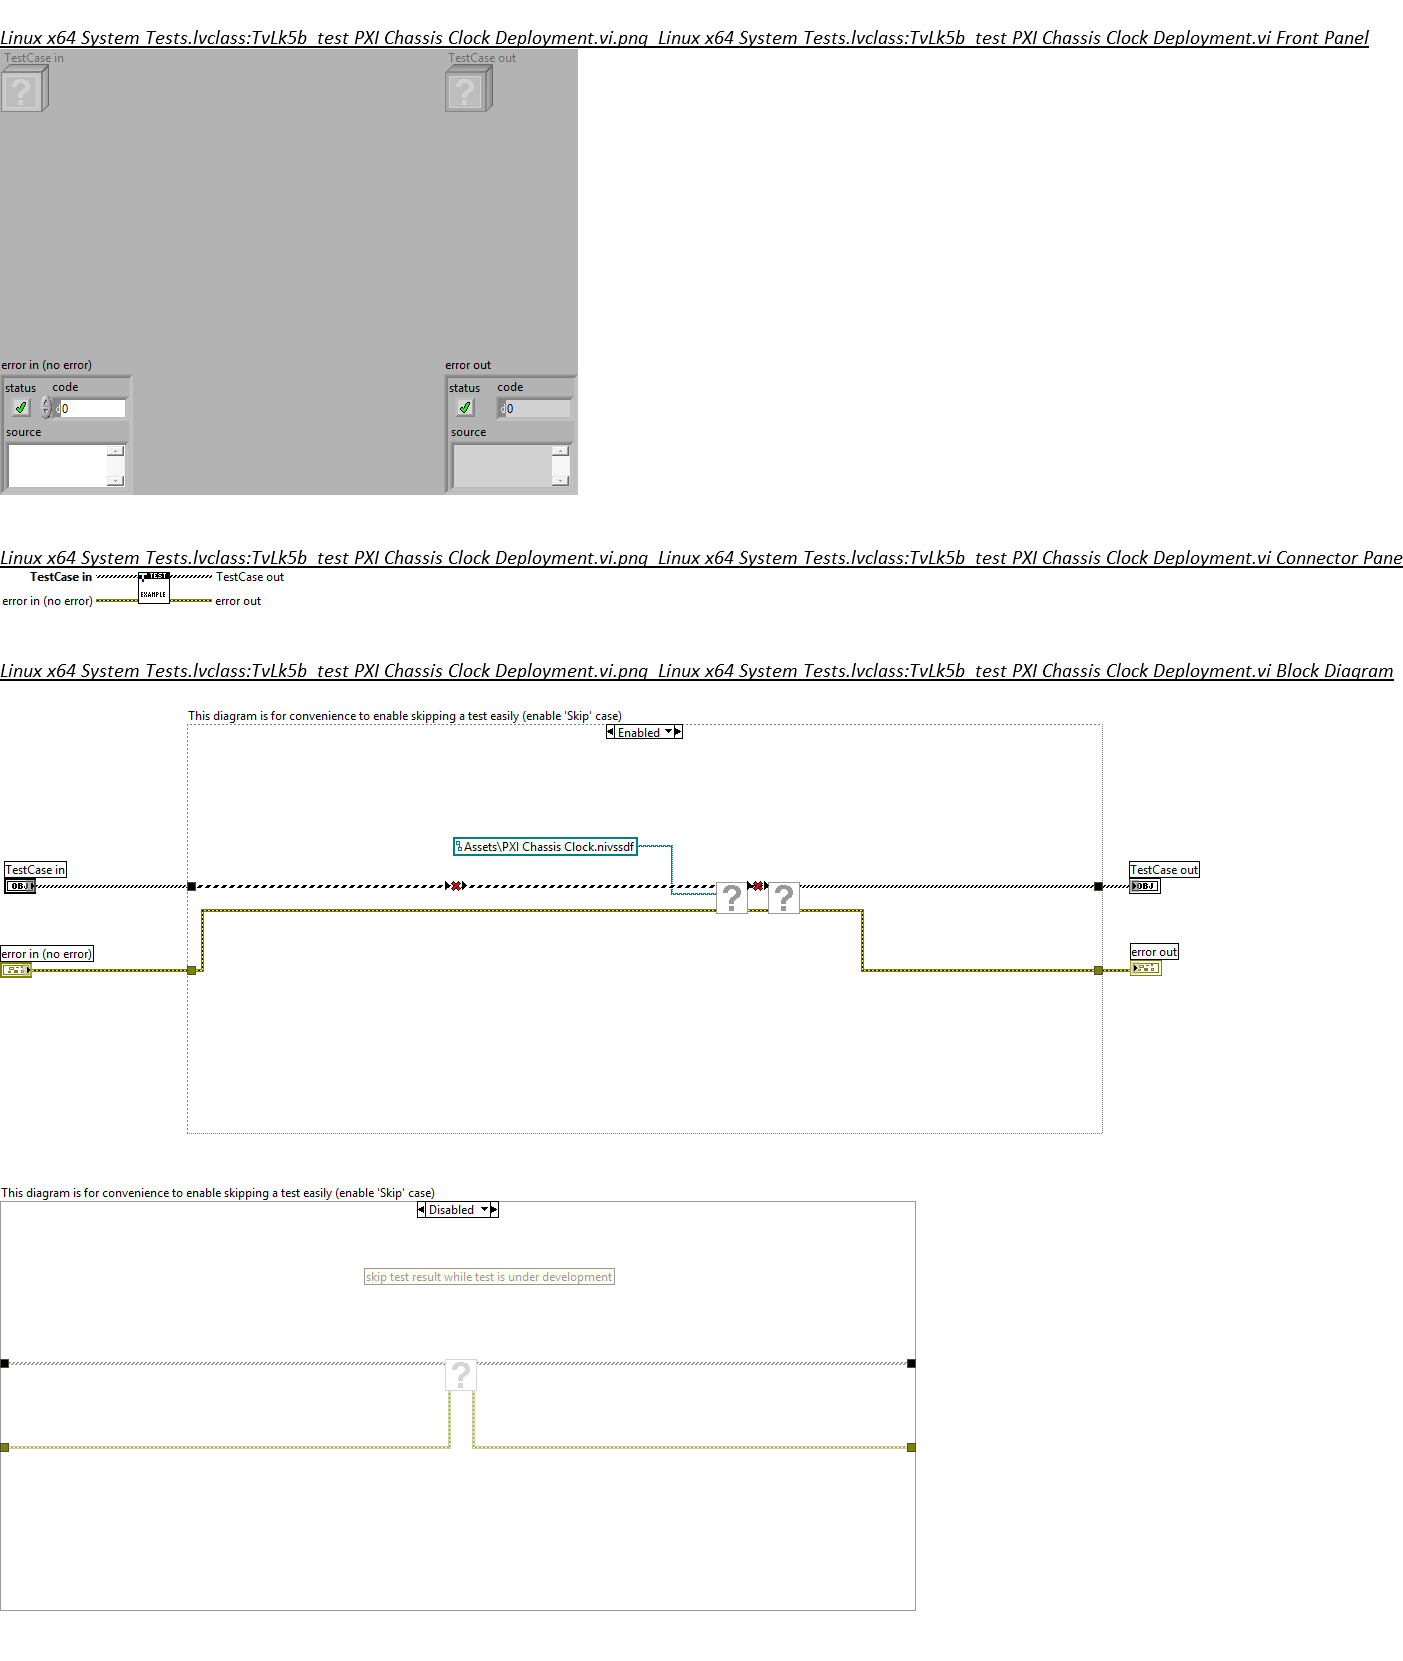 Linux x64 System Tests.lvclass:TvLk5b_test PXI Chassis Clock Deployment.vi.png_Linux x64 System Tests.lvclass:TvLk5b_test PXI Chassis Clock Deployment.vi Front Panel
TestCase in TestCase out
? ?
error in (no error) error out
status code status code
d 0 d 0
source source
Linux x64 System Tests.lvclass:TvLk5b_test PXI Chassis Clock Deployment.vi.png_Linux x64 System Tests.lvclass:TvLk5b_test PXI Chassis Clock Deployment.vi Connector Pane
TestCase in TEST TestCase out
error in (no error) EXAMPLE error out
Linux x64 System Tests.lvclass:TvLk5b_test PXI Chassis Clock Deployment.vi.png_Linux x64 System Tests.lvclass:TvLk5b_test PXI Chassis Clock Deployment.vi Block Diagram
This diagram is for convenience to enable skipping a test easily (enable 'Skip' case)
Enabled
Assets\PXI Chassis Clock.nivssdf
TestCase in TestCase out
OBJ ? ? OBJ
error in (no error) error out
This diagram is for convenience to enable skipping a test easily (enable 'Skip' case)
Disabled
skip test result while test is under development
?